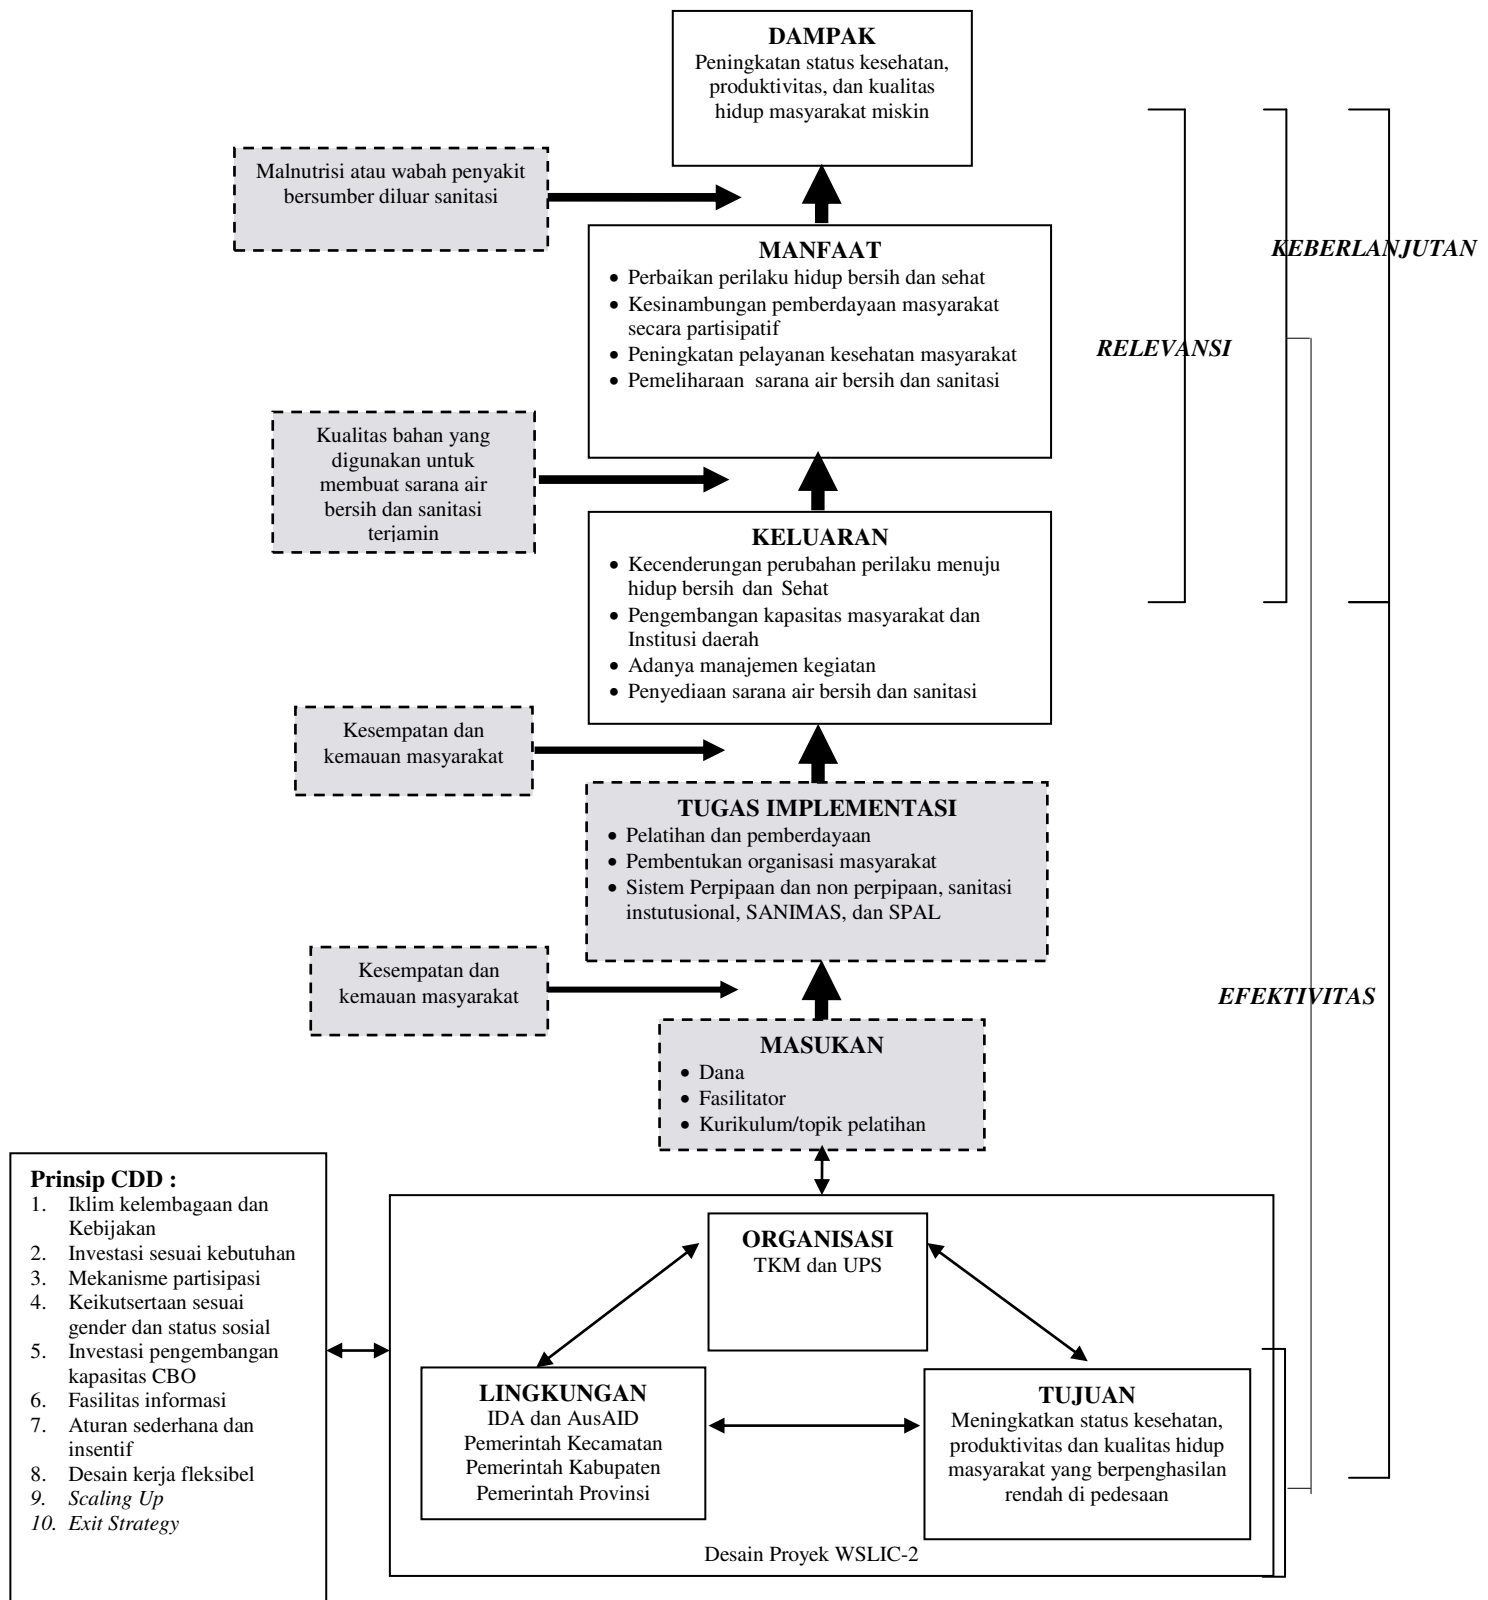 DAMPAK
Peningkatan status kesehatan,
produktivitas, dan kualitas
hidup masyarakat miskin
Malnutrisi atau wabah penyakit
bersumber diluar sanitasi
MANFAAT
• Perbaikan perilaku hidup bersih dan sehat
• Kesinambungan pemberdayaan masyarakat
secara partisipatif
• Peningkatan pelayanan kesehatan masyarakat
• Pemeliharaan sarana air bersih dan sanitasi
KEBERLANJUTAN
RELEVANSI
Kualitas bahan yang
digunakan untuk
membuat sarana air
bersih dan sanitasi
terjamin
KELUARAN
• Kecenderungan perubahan perilaku menuju
hidup bersih dan Sehat
• Pengembangan kapasitas masyarakat dan
Institusi daerah
• Adanya manajemen kegiatan
• Penyediaan sarana air bersih dan sanitasi
Kesempatan dan
kemauan masyarakat
TUGAS IMPLEMENTASI
• Pelatihan dan pemberdayaan
• Pembentukan organisasi masyarakat
• Sistem Perpipaan dan non perpipaan, sanitasi
instutusional, SANIMAS, dan SPAL
Kesempatan dan
kemauan masyarakat
EFEKTIVITAS
MASUKAN
• Dana
• Fasilitator
• Kurikulum/topik pelatihan
Prinsip CDD :
1. Iklim kelembagaan dan
Kebijakan
2. Investasi sesuai kebutuhan
3. Mekanisme partisipasi
4. Keikutsertaan sesuai
gender dan status sosial
5. Investasi pengembangan
kapasitas CBO
6. Fasilitas informasi
7. Aturan sederhana dan
insentif
8. Desain kerja fleksibel
9. Scaling Up
10. Exit Strategy
ORGANISASI
TKM dan UPS
LINGKUNGAN
IDA dan AusAID
Pemerintah Kecamatan
Pemerintah Kabupaten
Pemerintah Provinsi
TUJUAN
Meningkatkan status kesehatan,
produktivitas dan kualitas hidup
masyarakat yang berpenghasilan
rendah di pedesaan
Desain Proyek WSLIC-2